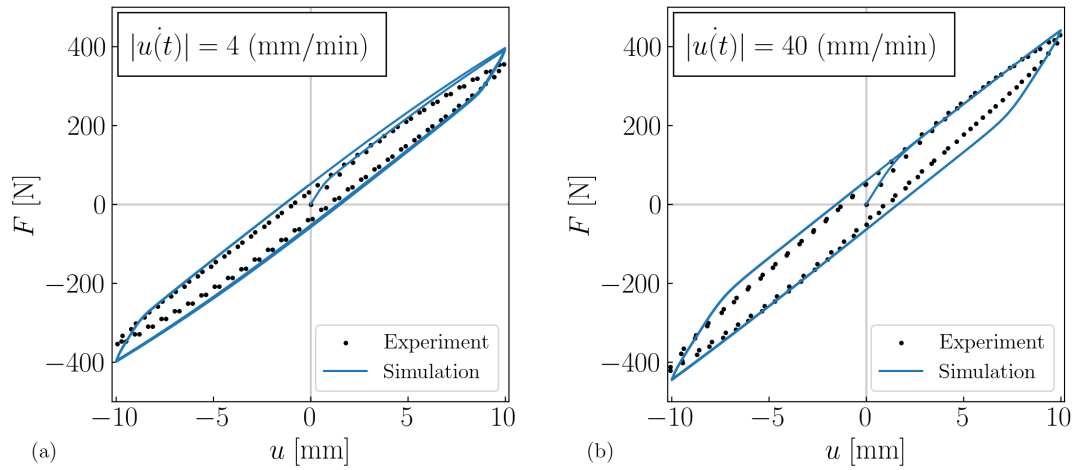 |u̇(t)| = 4 (mm/min)
400
200
0
−200
−400
F [N]
Experiment
Simulation
−10
−5
0
5
10
u [mm]
(a)
|u̇(t)| = 40 (mm/min)
400
200
0
−200
−400
F [N]
Experiment
Simulation
−10
−5
0
5
10
u [mm]
(b)